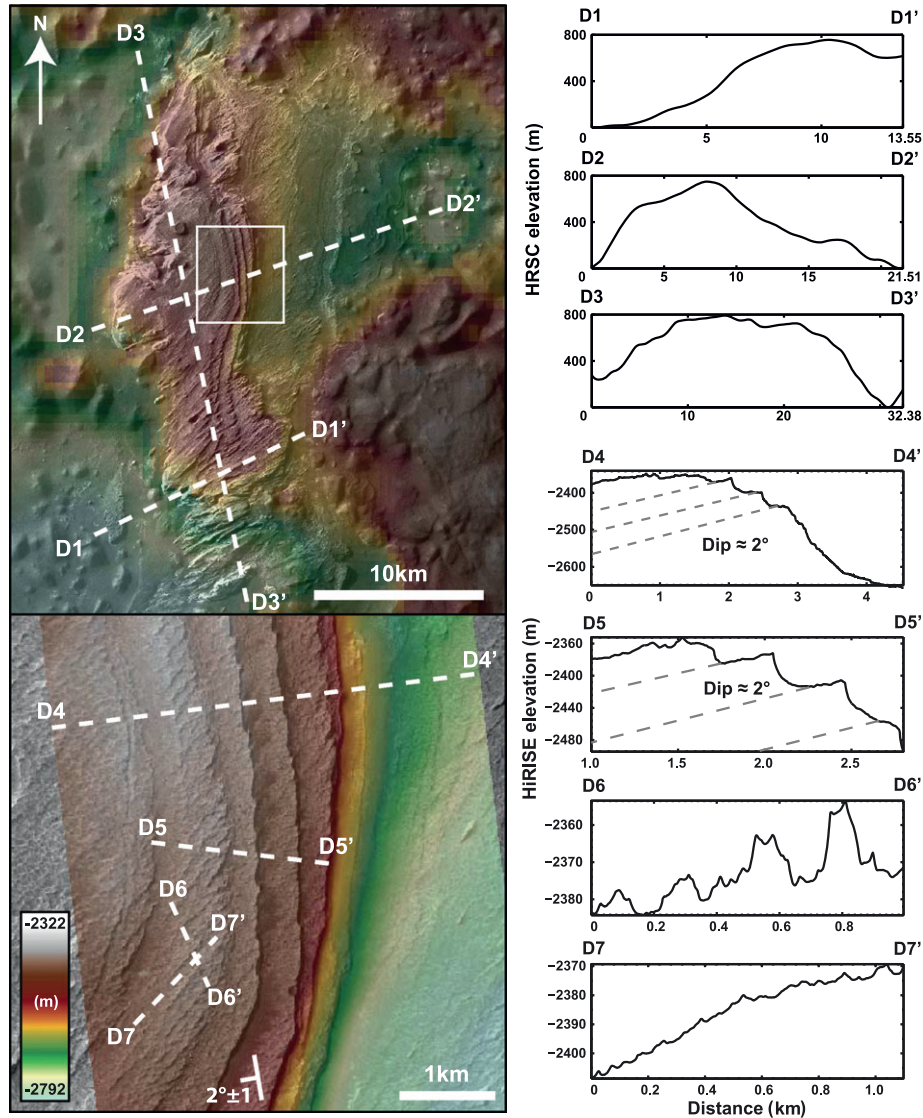 N
D3
D2'
D2
D1'
D1
10km
D3'
D4'
D4
D5
D5'
D6
D7'
D6'
D7
-2322
(m)
-2792
2°±1
1km
HRSC elevation (m)
D1 D1'
800
400
0 5 10 13.55
D2 D2'
800
400
0 5 10 15 21.51
D3 D3'
800
400
0 10 20 32.38
HiRISE elevation (m)
D4 D4'
−2400
−2500
Dip ≈ 2°
−2600
0 1 2 3 4
D5 D5'
−2360
−2400
Dip ≈ 2°
−2440
−2480
1.0 1.5 2.0 2.5
D6 D6'
−2360
−2370
−2380
0.2 0.4 0.6 0.8
D7 D7'
−2370
−2380
−2390
−2400
0.0 0.2 0.4 0.6 0.8 1.0
Distance (km)